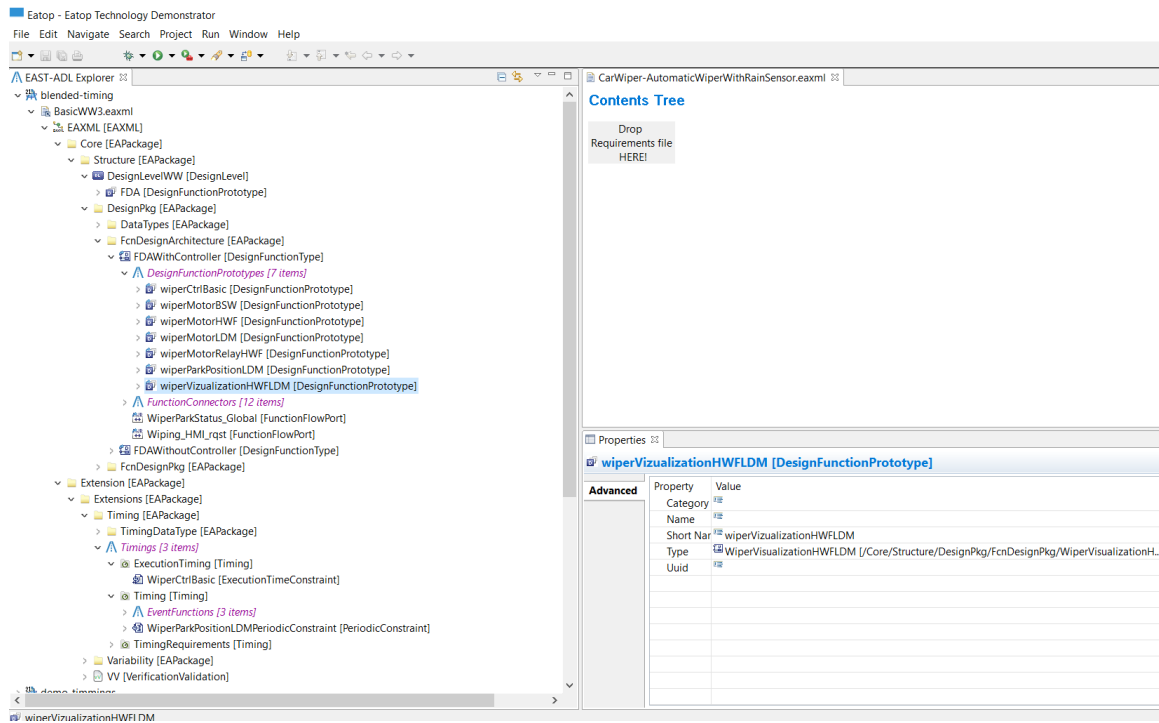 Eatop - Eatop Technology Demonstrator
File Edit Navigate Search Project Run Window Help
EAST-ADL Explorer
blended-timing
BasicWW3.eaxml
EAXML [EAXML]
Core [EAPackage]
Structure [EAPackage]
DesignLevelWW [DesignLevel]
FDA [DesignFunctionPrototype]
DesignPkg [EAPackage]
DataTypes [EAPackage]
FcnDesignArchitecture [EAPackage]
FDAWithController [DesignFunctionType]
DesignFunctionPrototypes [7 items]
wiperCtrlBasic [DesignFunctionPrototype]
wiperMotorBSW [DesignFunctionPrototype]
wiperMotorHWF [DesignFunctionPrototype]
wiperMotorLDM [DesignFunctionPrototype]
wiperMotorRelayHWF [DesignFunctionPrototype]
wiperParkPositionLDM [DesignFunctionPrototype]
wiperVizualizationHWFLDM [DesignFunctionPrototype]
FunctionConnectors [12 items]
WiperParkStatus_Global [FunctionFlowPort]
Wiping_HMI_rqst [FunctionFlowPort]
FDAWithoutController [DesignFunctionType]
FcnDesignPkg [EAPackage]
Extension [EAPackage]
Extensions [EAPackage]
Timing [EAPackage]
TimingDataType [EAPackage]
Timings [3 items]
ExecutionTiming [Timing]
WiperCtrlBasic [ExecutionTimeConstraint]
Timing [Timing]
EventFunctions [3 items]
WiperParkPositionLDMPeriodicConstraint [PeriodicConstraint]
TimingRequirements [Timing]
Variability [EAPackage]
VV [VerificationValidation]
demo-timmings
wiperVizualizationHWFLDM
CarWiper-AutomaticWiperWithRainSensor.eaxml
Contents Tree
Drop
Requirements file
HERE!
Properties
wiperVizualizationHWFLDM [DesignFunctionPrototype]
Advanced
Property Value
Category
Name
Short Nar wiperVizualizationHWFLDM
Type WiperVisualizationHWFLDM [/Core/Structure/DesignPkg/FcnDesignPkg/WiperVisualizationH...
Uuid